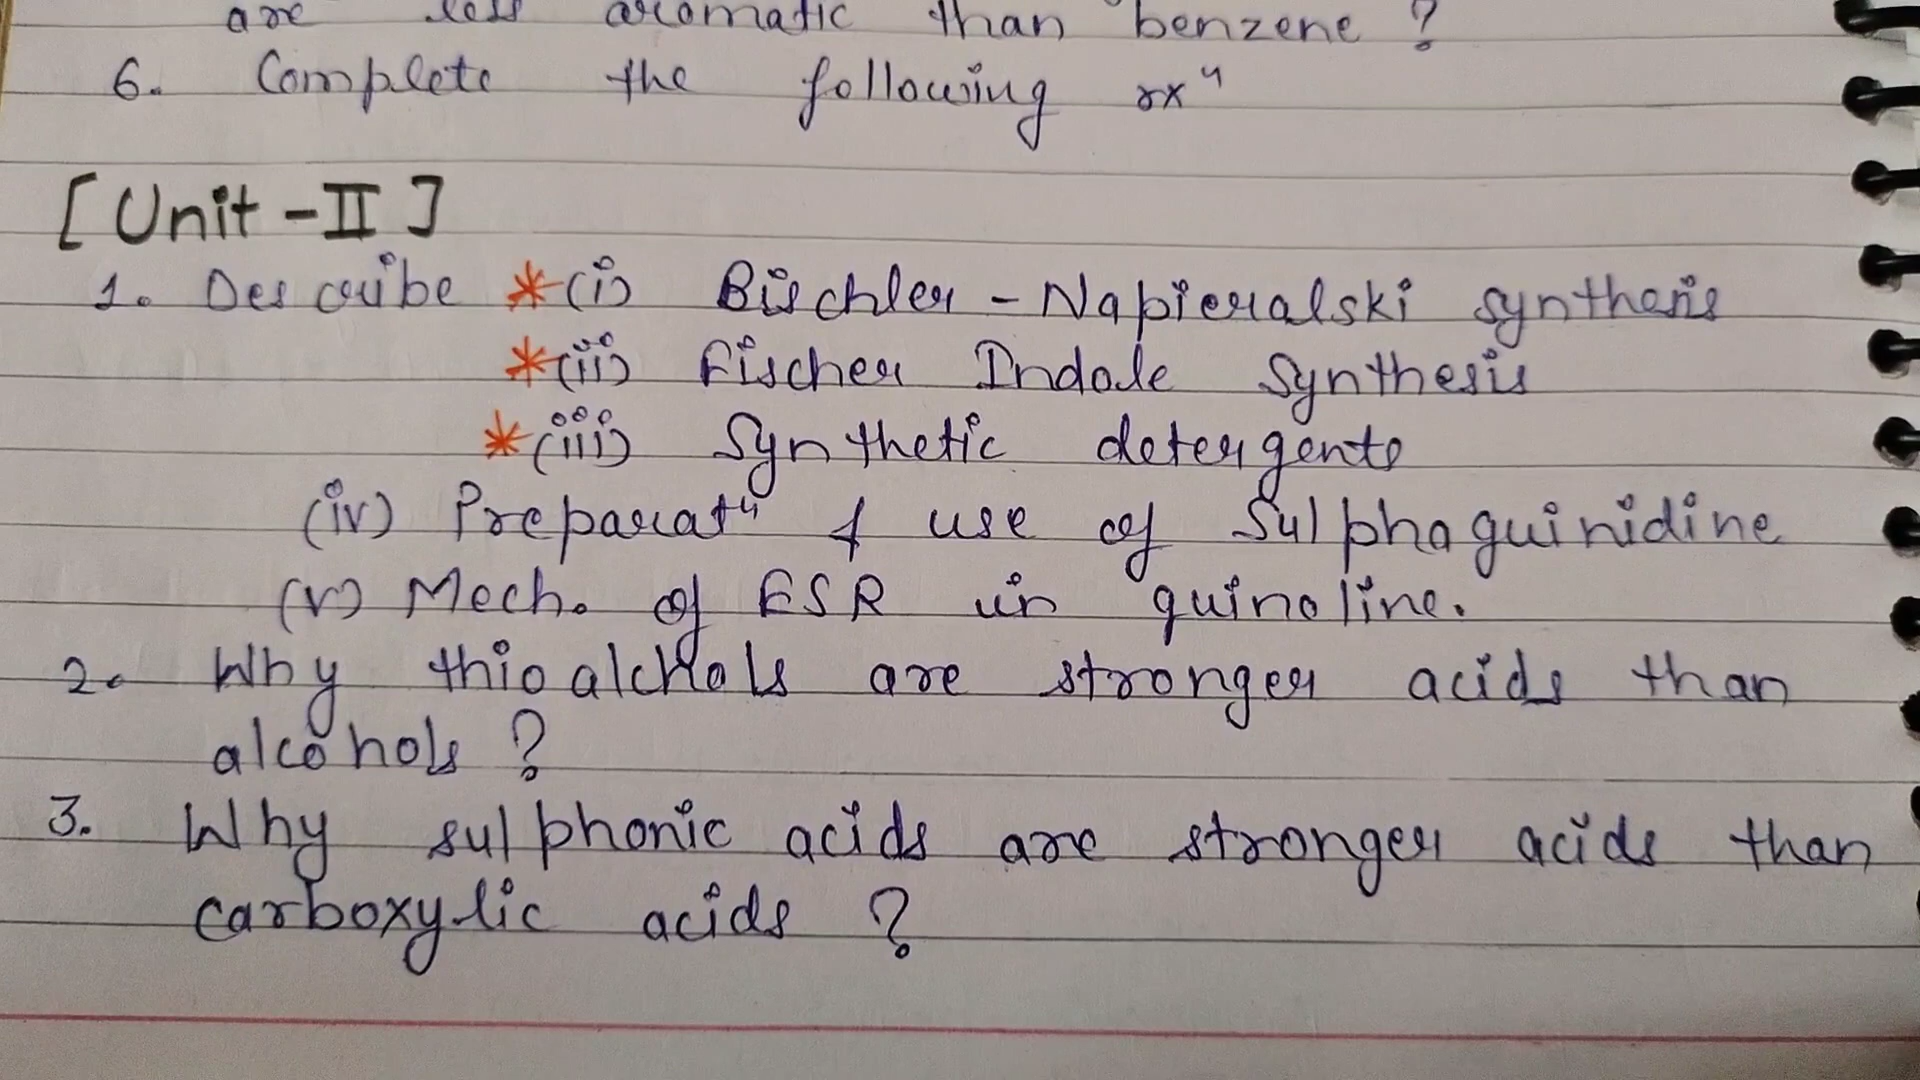 are less aromatic than benzene ?
6. Complete the following rxⁿ
[Unit-II]
1. Describe *(i) Bischler-Napieralski synthesis
*(ii) Fischer Indole Synthesis
*(iii) Synthetic detergents
(iv) Preparatⁿ & use of Sulphaguinidine
(v) Mech. of ESR in quinoline.
2. Why thioalchols are stronger acids than
alcohols ?
3. Why sulphonic acids are stronger acids than
carboxylic acids ?